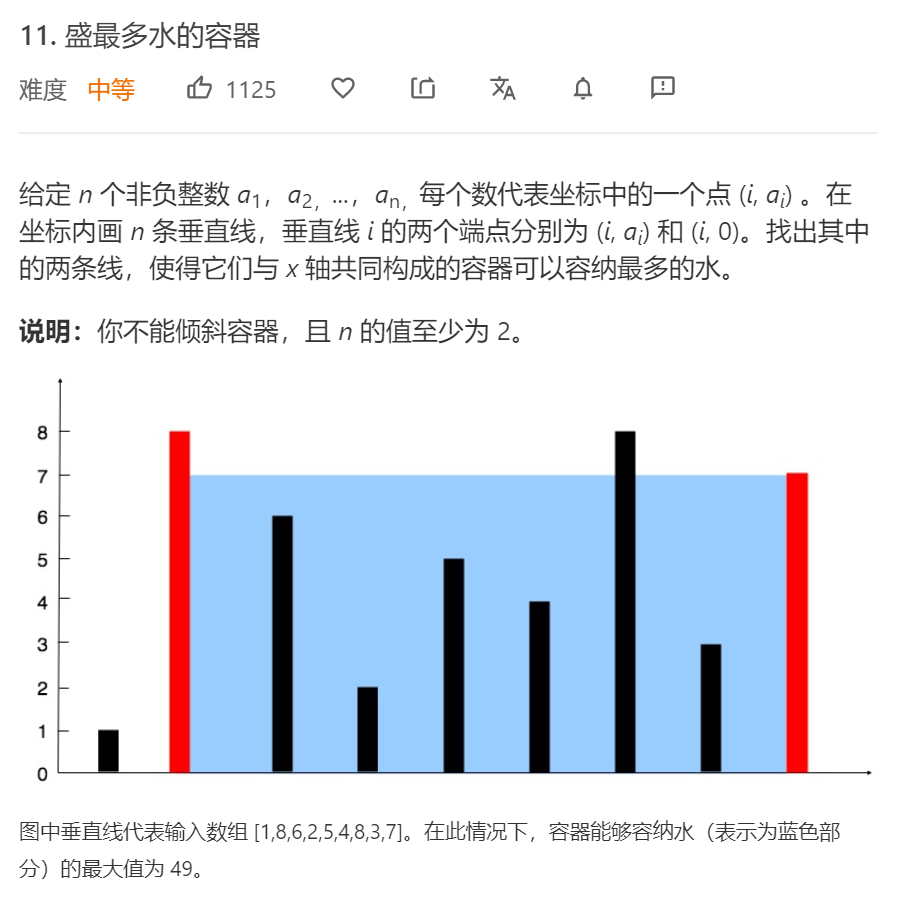 11. 盛最多水的容器
难度 中等 1125
给定 n 个非负整数 a1，a2，...，an，每个数代表坐标中的一个点 (i, ai) 。在
坐标内画 n 条垂直线，垂直线 i 的两个端点分别为 (i, ai) 和 (i, 0)。找出其中
的两条线，使得它们与 x 轴共同构成的容器可以容纳最多的水。
说明：你不能倾斜容器，且 n 的值至少为 2。
8
7
6
5
4
3
2
1
0
图中垂直线代表输入数组 [1,8,6,2,5,4,8,3,7]。在此情况下，容器能够容纳水（表示为蓝色部
分）的最大值为 49。